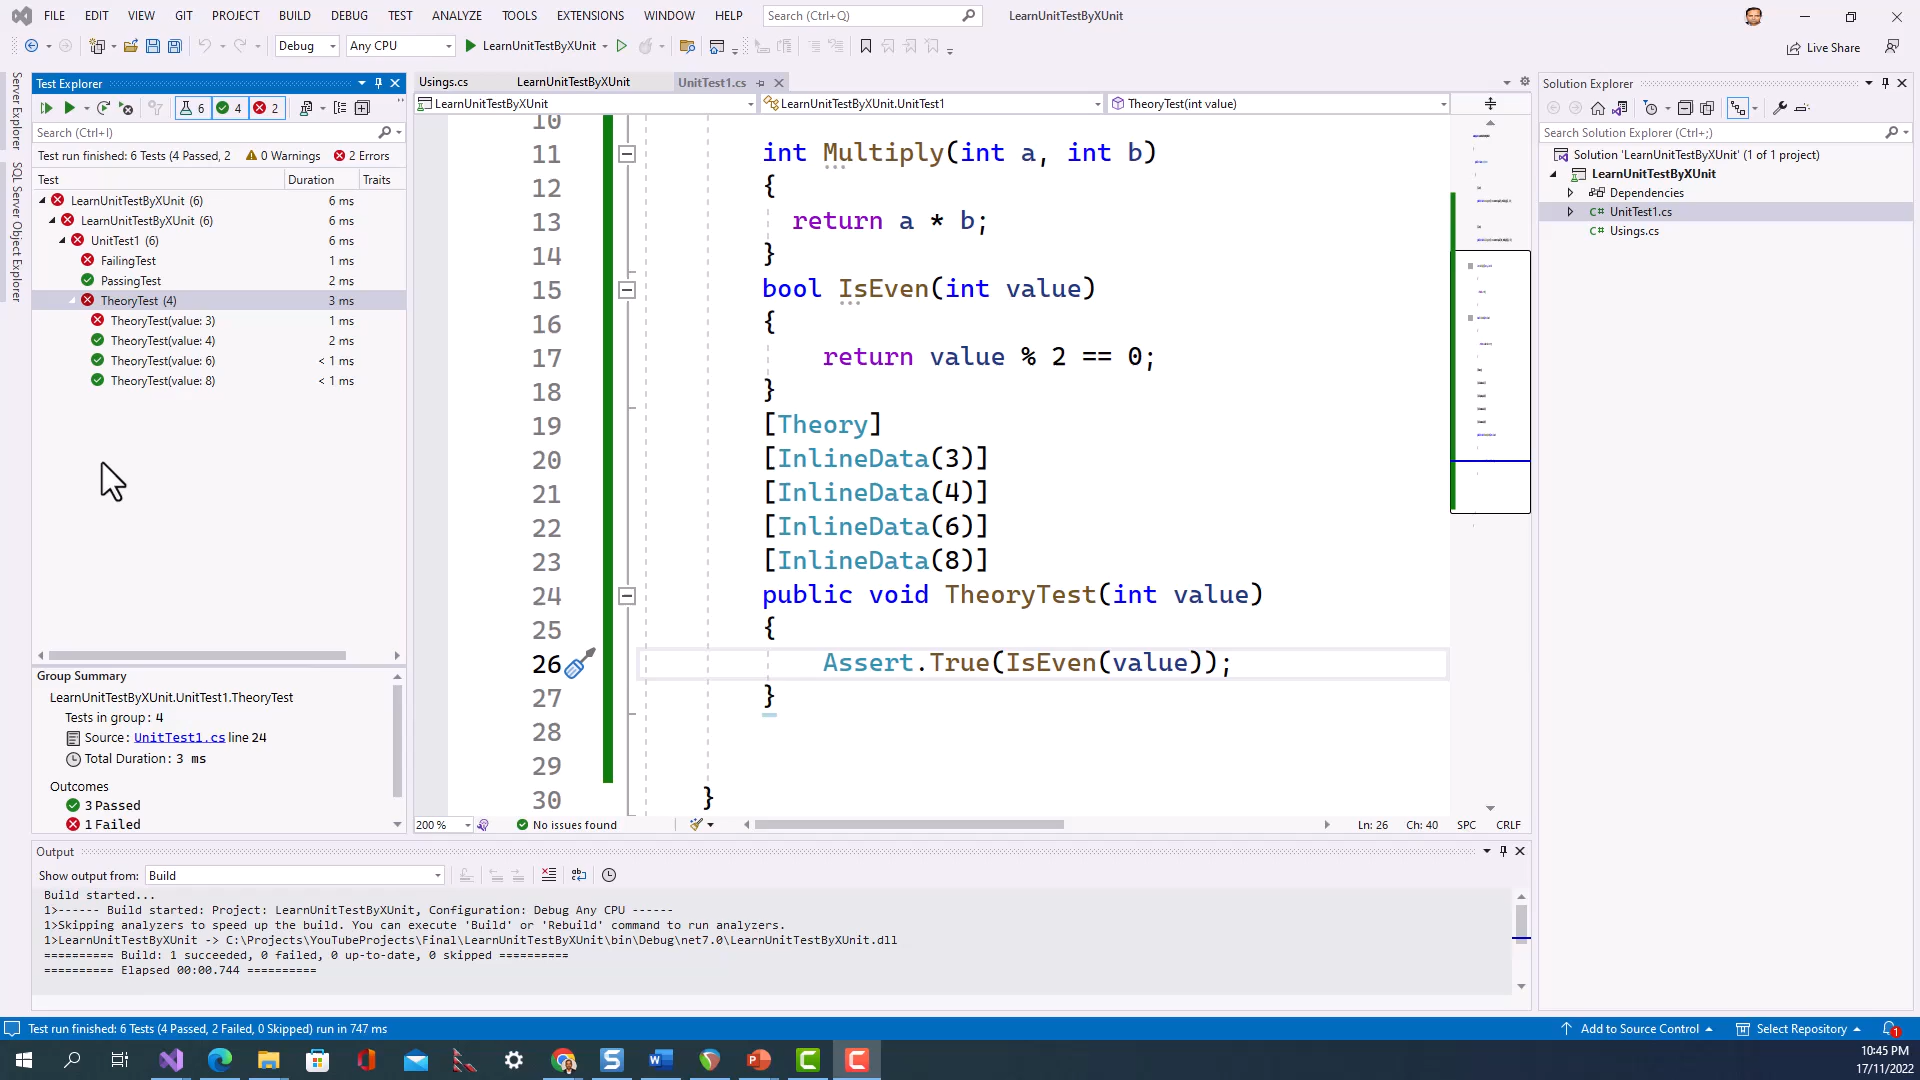 FILE EDIT VIEW GIT PROJECT BUILD DEBUG TEST ANALYZE TOOLS EXTENSIONS WINDOW HELP Search (Ctrl+Q) LearnUnitTestByXUnit
Debug Any CPU LearnUnitTestByXUnit Live Share
Server Explorer
SQL Server Object Explorer
Test Explorer
6 4 2
Search (Ctrl+I)
Test run finished: 6 Tests (4 Passed, 2 0 Warnings 2 Errors
Test Duration Traits
LearnUnitTestByXUnit (6) 6 ms
LearnUnitTestByXUnit (6) 6 ms
UnitTest1 (6) 6 ms
FailingTest 1 ms
PassingTest 2 ms
TheoryTest (4) 3 ms
TheoryTest(value: 3) 1 ms
TheoryTest(value: 4) 2 ms
TheoryTest(value: 6) < 1 ms
TheoryTest(value: 8) < 1 ms
Group Summary
LearnUnitTestByXUnit.UnitTest1.TheoryTest
Tests in group: 4
Source: UnitTest1.cs line 24
Total Duration: 3 ms
Outcomes
3 Passed
1 Failed
Usings.cs LearnUnitTestByXUnit UnitTest1.cs
LearnUnitTestByXUnit LearnUnitTestByXUnit.UnitTest1 TheoryTest(int value)
10
11 int Multiply(int a, int b)
12 {
13 return a * b;
14 }
15 bool IsEven(int value)
16 {
17 return value % 2 == 0;
18 }
19 [Theory]
20 [InlineData(3)]
21 [InlineData(4)]
22 [InlineData(6)]
23 [InlineData(8)]
24 public void TheoryTest(int value)
25 {
26 Assert.True(IsEven(value));
27 }
28
29
30 }
200 % No issues found Ln: 26 Ch: 40 SPC CRLF
Solution Explorer
Search Solution Explorer (Ctrl+;)
Solution 'LearnUnitTestByXUnit' (1 of 1 project)
LearnUnitTestByXUnit
Dependencies
C# UnitTest1.cs
C# Usings.cs
Output
Show output from: Build
Build started...
1>------ Build started: Project: LearnUnitTestByXUnit, Configuration: Debug Any CPU ------
1>Skipping analyzers to speed up the build. You can execute 'Build' or 'Rebuild' command to run analyzers.
1>LearnUnitTestByXUnit -> C:\Projects\YouTubeProjects\Final\LearnUnitTestByXUnit\bin\Debug\net7.0\LearnUnitTestByXUnit.dll
========== Build: 1 succeeded, 0 failed, 0 up-to-date, 0 skipped ==========
========== Elapsed 00:00.744 ==========
Test run finished: 6 Tests (4 Passed, 2 Failed, 0 Skipped) run in 747 ms Add to Source Control Select Repository 1
10:45 PM
17/11/2022